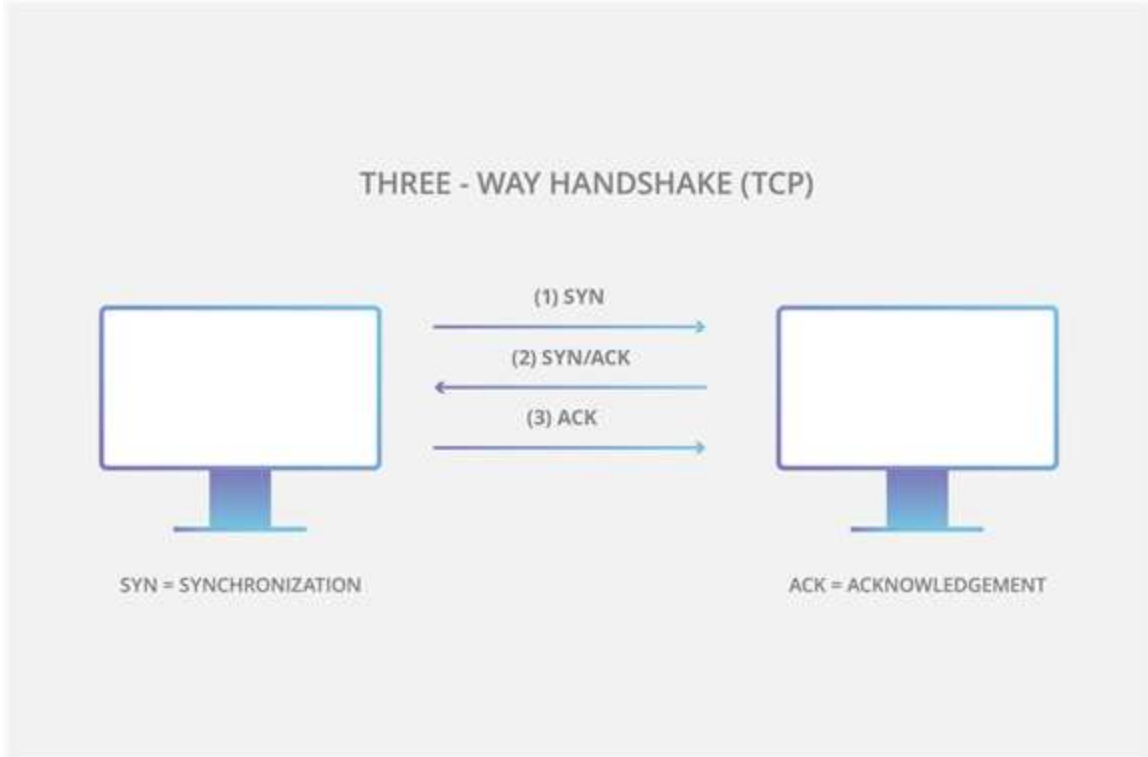 THREE - WAY HANDSHAKE (TCP)
(1) SYN
(2) SYN/ACK
(3) ACK
SYN = SYNCHRONIZATION
ACK = ACKNOWLEDGEMENT